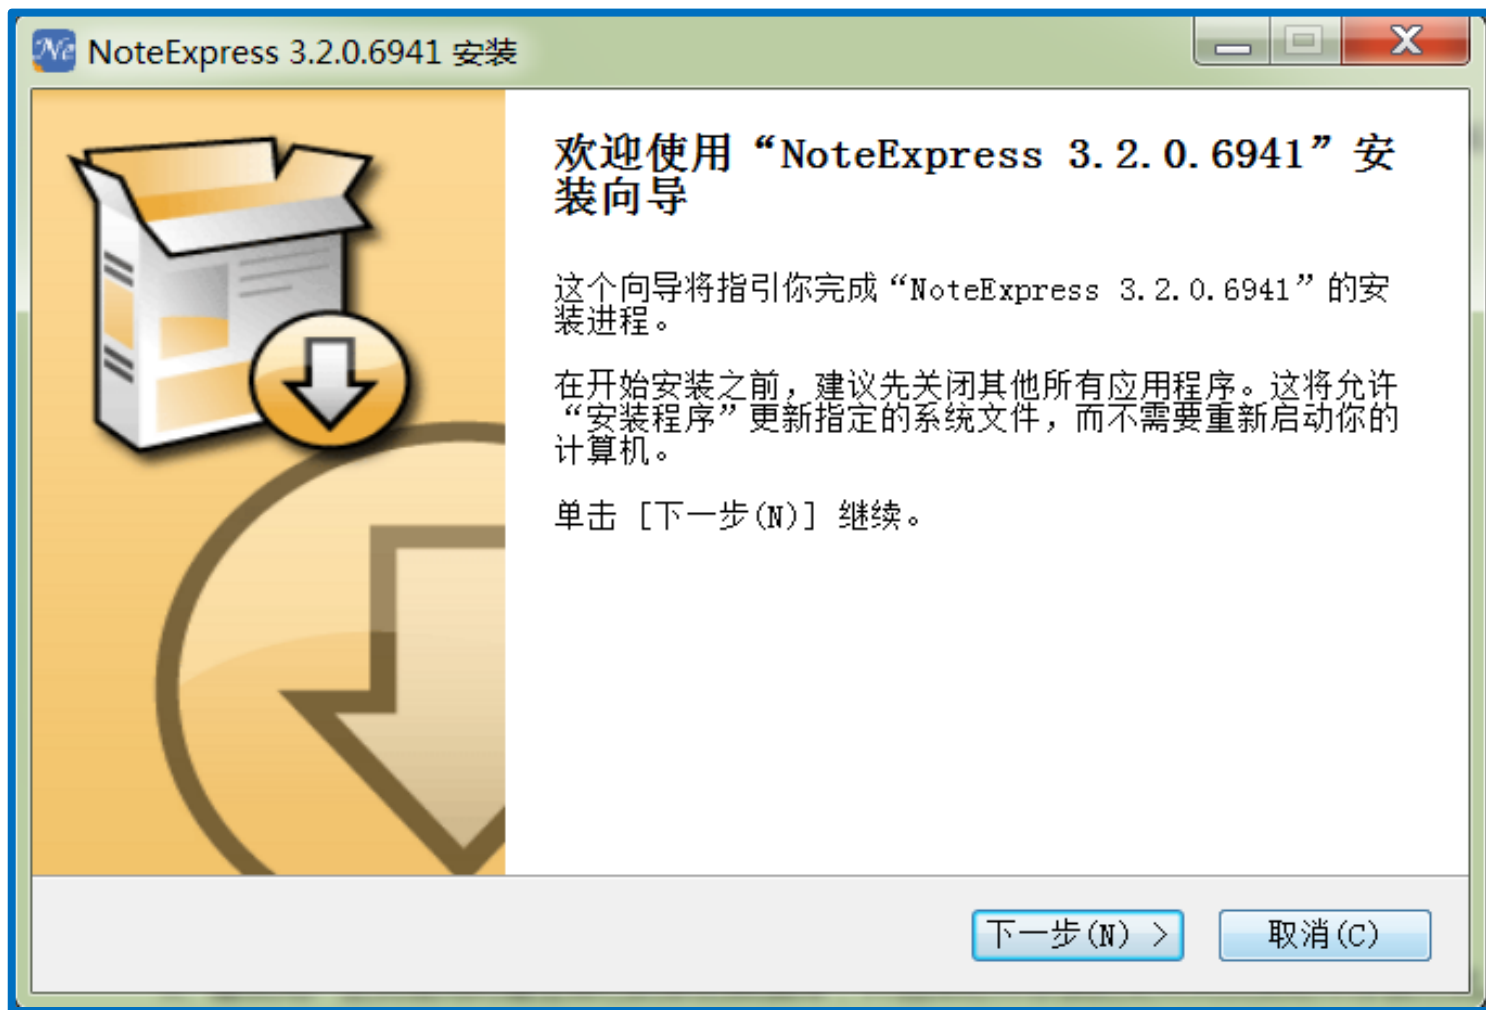 Ne NoteExpress 3.2.0.6941 安装
欢迎使用“NoteExpress 3.2.0.6941”安
装向导
这个向导将指引你完成“NoteExpress 3.2.0.6941”的安
装进程。
在开始安装之前，建议先关闭其他所有应用程序。这将允许
“安装程序”更新指定的系统文件，而不需要重新启动你的
计算机。
单击 [下一步(N)] 继续。
下一步(N) >
取消(C)